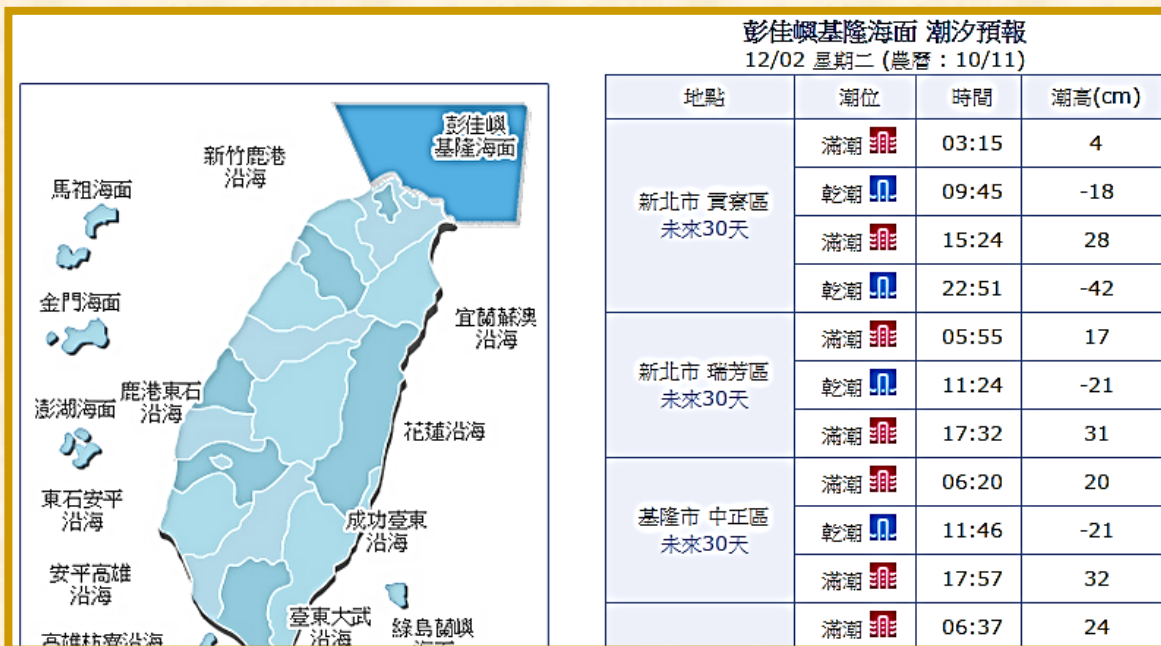 彭佳嶼基隆海面 潮汐預報
12/02 星期二 (農曆：10/11)
彭佳嶼
基隆海面
新竹鹿港
沿海
馬祖海面
金門海面
宜蘭蘇澳
沿海
鹿港東石
沿海
澎湖海面
花蓮沿海
東石安平
沿海
成功臺東
沿海
安平高雄
沿海
臺東大武
沿海
綠島蘭嶼
海面
高雄枋寮沿海
地點 潮位 時間 潮高(cm)
新北市 貢寮區
未來30天
滿潮 03:15 4
乾潮 09:45 -18
滿潮 15:24 28
乾潮 22:51 -42
新北市 瑞芳區
未來30天
滿潮 05:55 17
乾潮 11:24 -21
滿潮 17:32 31
基隆市 中正區
未來30天
滿潮 06:20 20
乾潮 11:46 -21
滿潮 17:57 32
滿潮 06:37 24